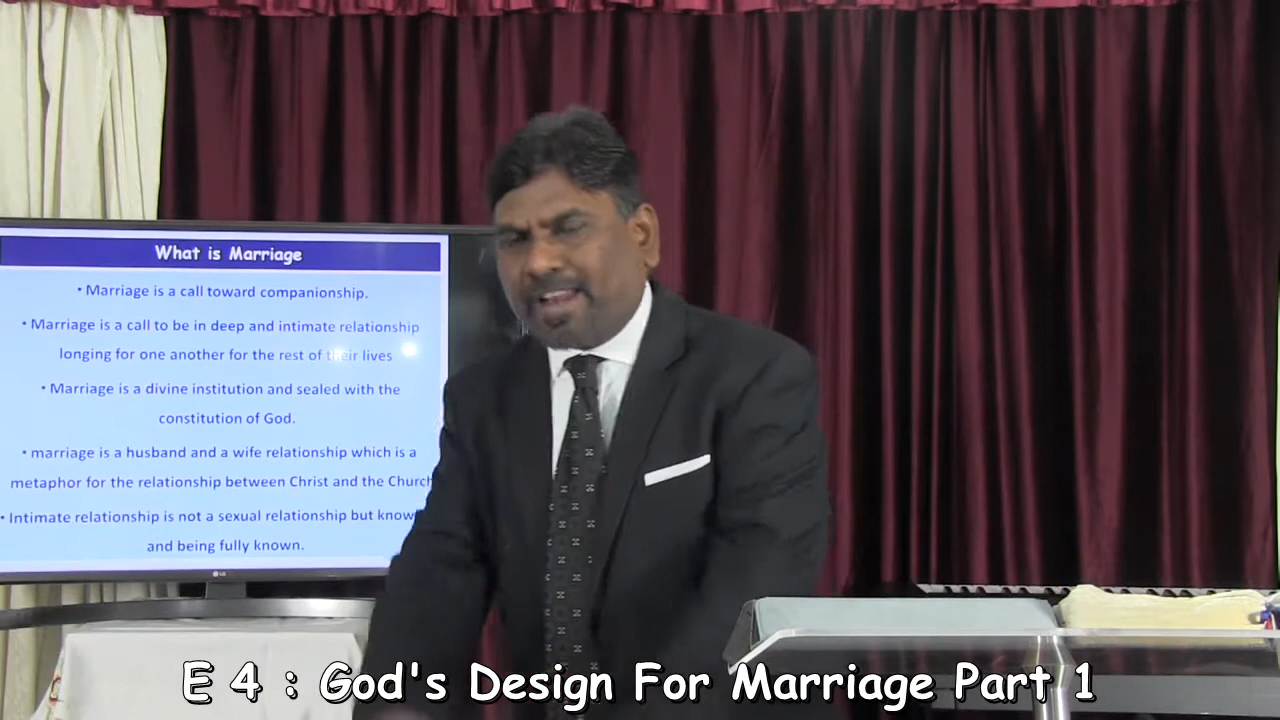 What is Marriage
• Marriage is a call toward companionship.
• Marriage is a call to be in deep and intimate relationship
longing for one another for the rest of their lives
• Marriage is a divine institution and sealed with the
constitution of God.
• marriage is a husband and a wife relationship which is a
metaphor for the relationship between Christ and the Church
• Intimate relationship is not a sexual relationship but know
and being fully known.
LG
E 4 : God's Design For Marriage Part 1